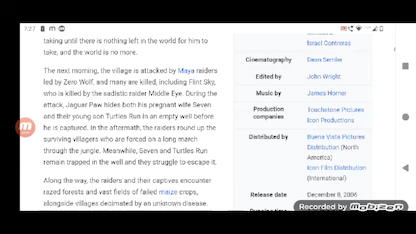 7:27
taking until there is nothing left in the world for him to
take, and the world is no more.
The next morning, the village is attacked by Maya raiders
led by Zero Wolf, and many are killed, including Flint Sky,
who is killed by the sadistic raider Middle Eye. During the
attack, Jaguar Paw hides both his pregnant wife Seven
and their young son Turtles Run in an empty well before
he is captured. In the aftermath, the raiders round up the
surviving villagers who are forced on a long march
through the jungle. Meanwhile, Seven and Turtles Run
remain trapped in the well and they struggle to escape it.
Along the way, the raiders and their captives encounter
razed forests and vast fields of failed maize crops,
alongside villages decimated by an unknown disease.
Israel Contreras
Cinematography Dean Semler
Edited by John Wright
Music by James Horner
Production Touchstone Pictures
companies Icon Productions
Distributed by Buena Vista Pictures
Distribution (North
America)
Icon Film Distribution
(International)
Release date December 8, 2006
Running time
Recorded by Mobizen